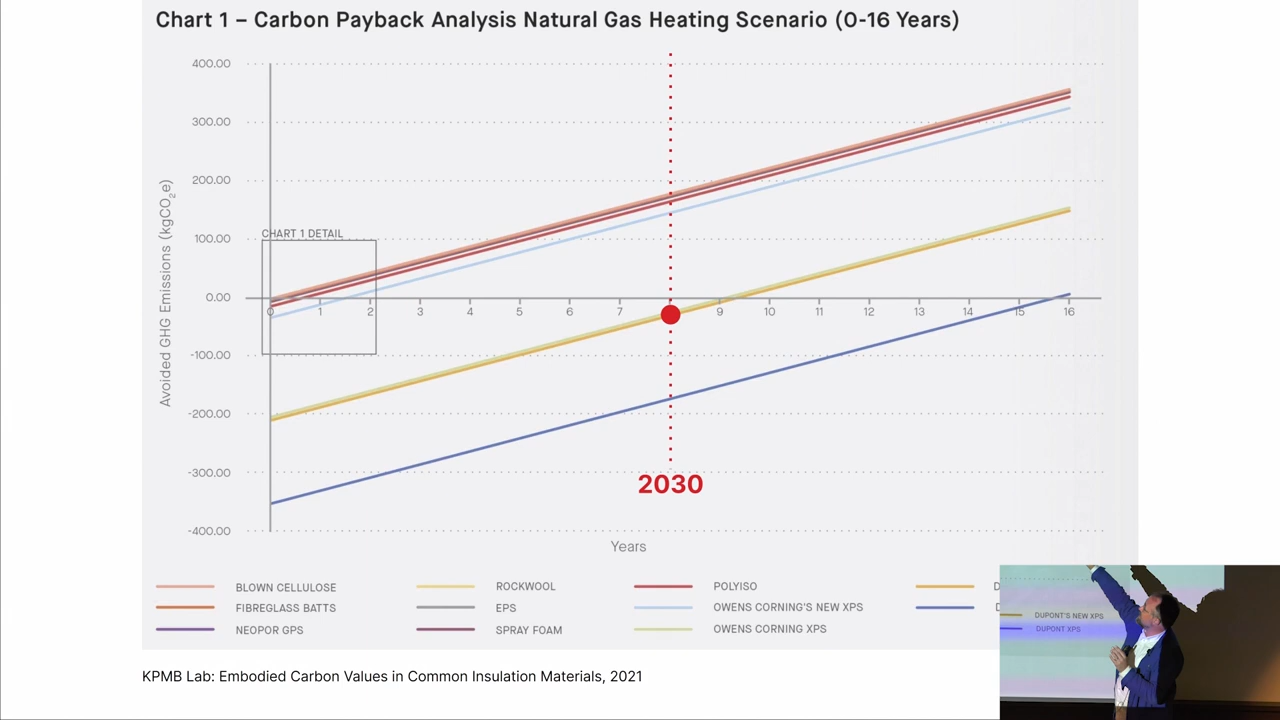 Chart 1 – Carbon Payback Analysis Natural Gas Heating Scenario (0-16 Years)
Avoided GHG Emissions (kgCO₂e)
400.00
300.00
200.00
100.00
0.00
-100.00
-200.00
-300.00
-400.00
CHART 1 DETAIL
0 1 2 3 4 5 6 7 9 10 11 12 13 14 15 16
2030
Years
BLOWN CELLULOSE ROCKWOOL POLYISO D
FIBREGLASS BATTS EPS OWENS CORNING'S NEW XPS D
NEOPOR GPS SPRAY FOAM OWENS CORNING XPS
DUPONT'S NEW XPS
DUPONT XPS
KPMB Lab: Embodied Carbon Values in Common Insulation Materials, 2021